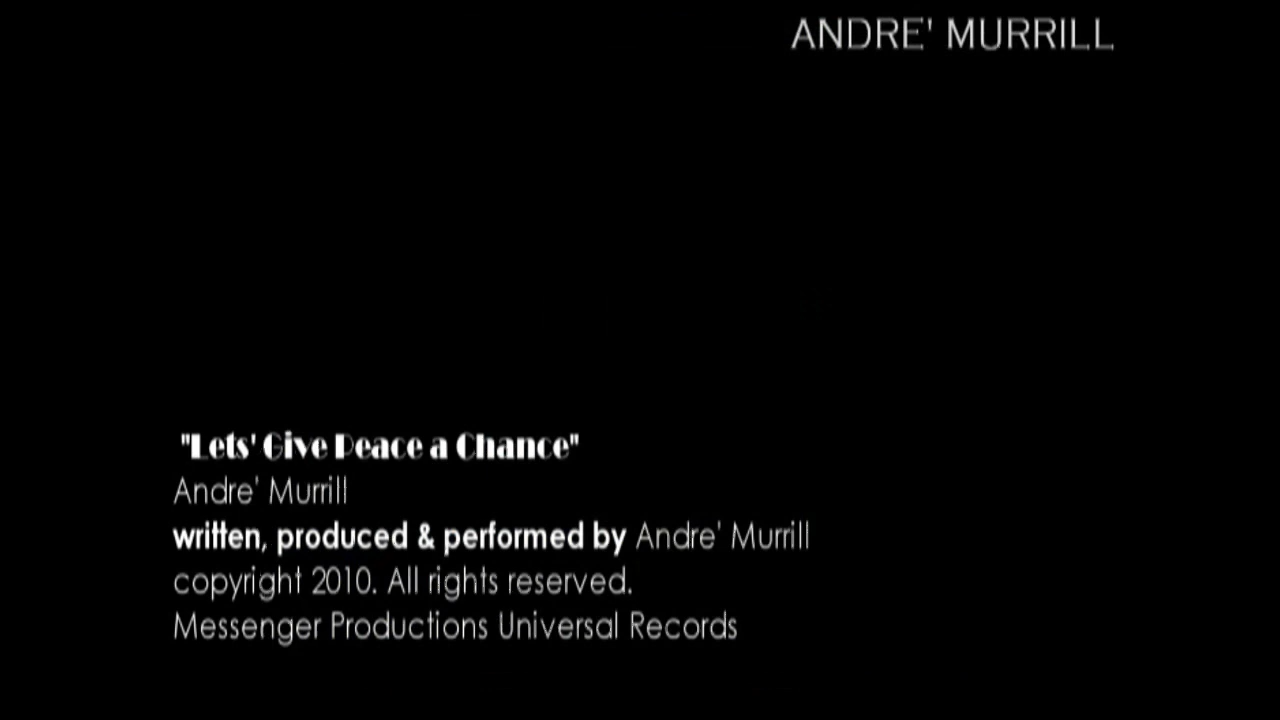 ANDRE' MURRILL
"Lets' Give Peace a Chance"
Andre' Murrill
written, produced & performed by Andre' Murrill
copyright 2010. All rights reserved.
Messenger Productions Universal Records